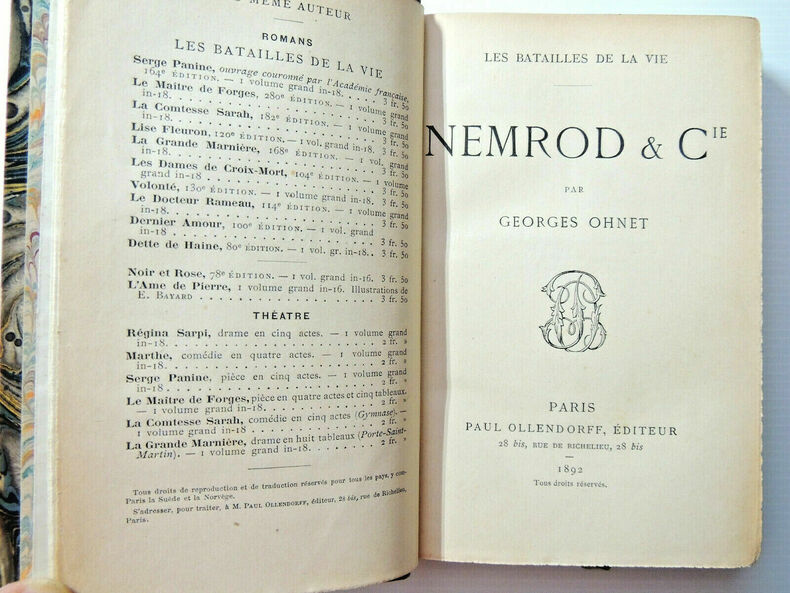 MÊME AUTEUR
ROMANS
LES BATAILLES DE LA VIE
Serge Panine, ouvrage couronné par l'Académie française,
164e ÉDITION. — 1 volume grand in-18. . . . . 3 fr. 50
Le Maître de Forges, 280e ÉDITION. — 1 volume grand
in-18. . . . . . . . . . . . . . . . . . . 3 fr. 50
La Comtesse Sarah, 182e ÉDITION. — 1 volume grand
in-18. . . . . . . . . . . . . . . . . . . 3 fr. 50
Lise Fleuron, 120e ÉDITION. — 1 vol. grand in-18. 3 fr. 50
La Grande Marnière, 168e ÉDITION. — 1 vol. grand
in-18. . . . . . . . . . . . . . . . . . . 3 fr. 50
Les Dames de Croix-Mort, 104e ÉDITION. — 1 volume
grand in-18 . . . . . . . . . . . . . . . . 3 fr. 50
Volonté, 130e ÉDITION. — 1 volume grand in-18. 3 fr. 50
Le Docteur Rameau, 114e ÉDITION. — 1 volume grand
in-18. . . . . . . . . . . . . . . . . . . 3 fr. 50
Dernier Amour, 100e ÉDITION. — 1 vol. grand
in-18 . . . . . . . . . . . . . . . . . . . 3 fr. 50
Dette de Haine, 80e ÉDITION. — 1 vol. gr. in-18. . 3 fr. 50
Noir et Rose, 78e ÉDITION. — 1 vol. grand in-16. 3 fr. 50
L'Ame de Pierre, 1 volume grand in-16. Illustrations de
E. BAYARD . . . . . . . . . . . . . . . . . 3 fr. 50
THÉATRE
Régina Sarpi, drame en cinq actes. — 1 volume grand
in-18. . . . . . . . . . . . . . . . . . . 2 fr. »
Marthe, comédie en quatre actes. — 1 volume grand
in-18. . . . . . . . . . . . . . . . . . . 2 fr. »
Serge Panine, pièce en cinq actes. — 1 volume grand
in-18 . . . . . . . . . . . . . . . . . . . 2 fr. »
Le Maître de Forges, pièce en quatre actes et cinq tableaux.
— 1 volume grand in-18. . . . . . . . . . . 2 fr. »
La Comtesse Sarah, comédie en cinq actes (Gymnase). —
1 volume grand in-18. . . . . . . . . . . . 2 fr. »
La Grande Marnière, drame en huit tableaux (Porte-Saint-
Martin). — 1 volume grand in-18. . . . . . . 2 fr. »
Tous droits de reproduction et de traduction réservés pour tous les pays, y com-
Paris la Suède et la Norvège.
S'adresser, pour traiter, à M. PAUL OLLENDORFF, éditeur, 28 bis, rue de Richelieu,
Paris.
LES BATAILLES DE LA VIE
NEMROD & CIE
PAR
GEORGES OHNET
PARIS
PAUL OLLENDORFF, ÉDITEUR
28 bis, RUE DE RICHELIEU, 28 bis
1892
Tous droits réservés.